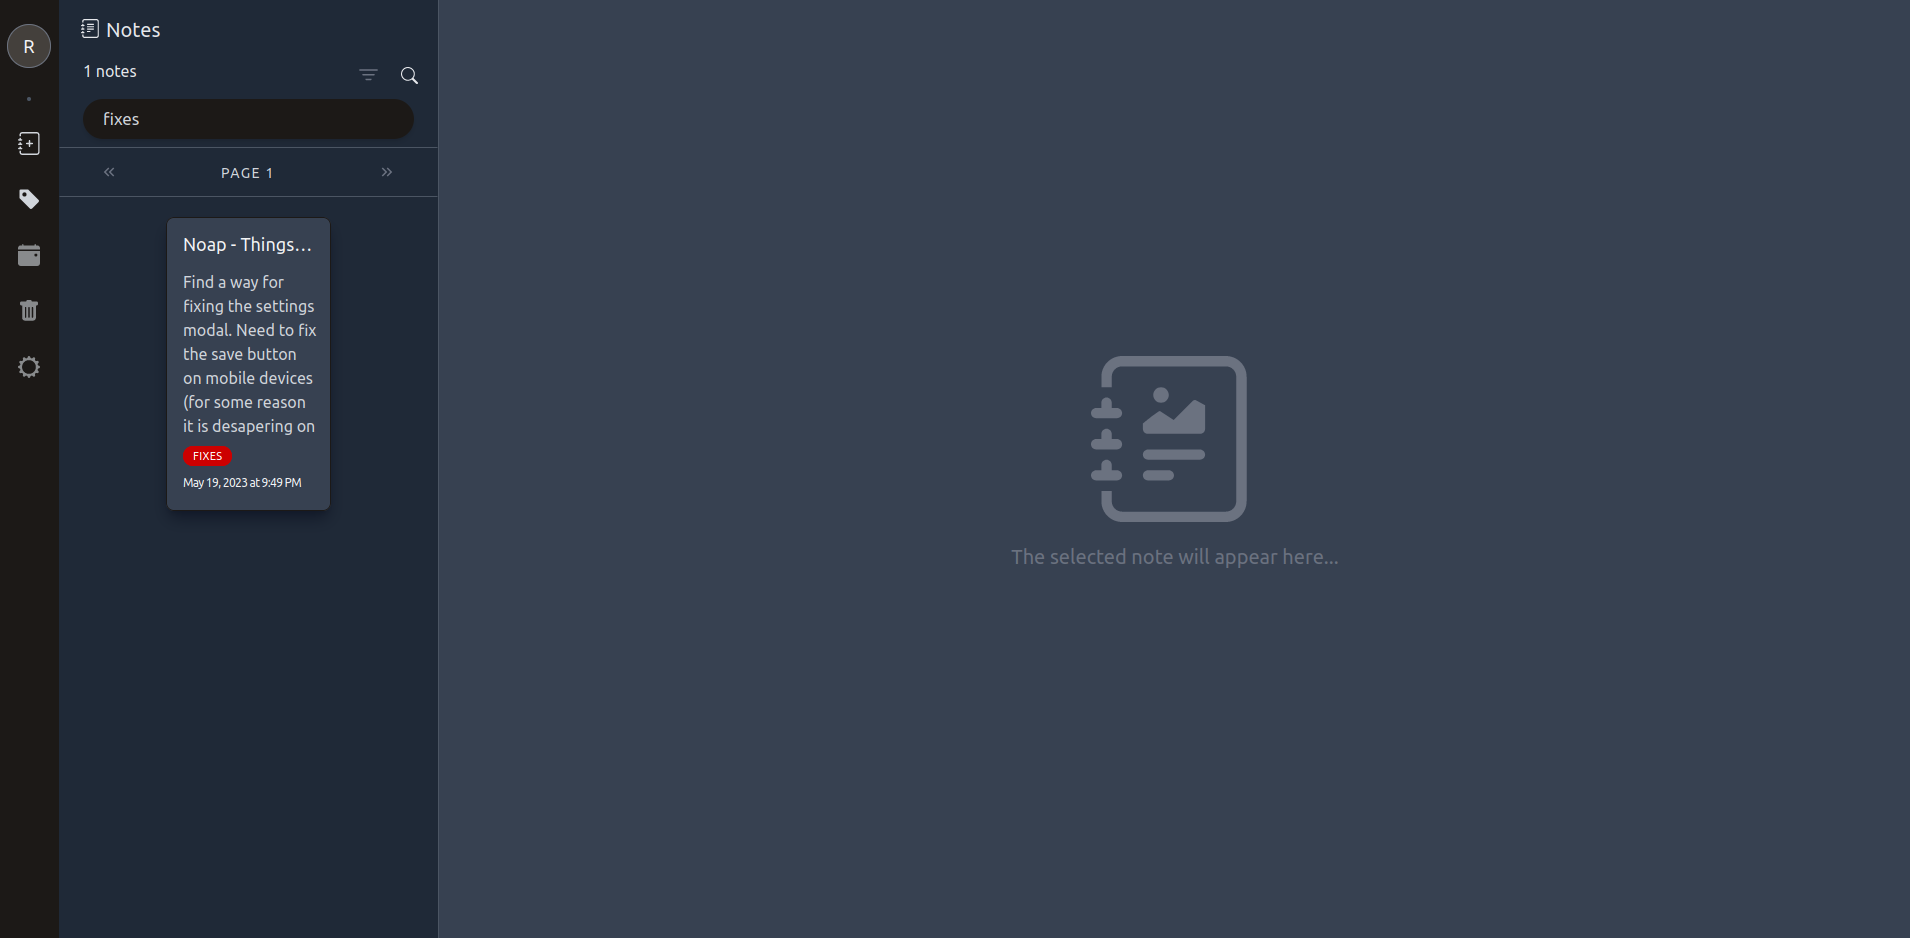 R
Notes
1 notes
fixes
« PAGE 1 »
Noap - Things...
Find a way for
fixing the settings
modal. Need to fix
the save button
on mobile devices
(for some reason
it is desapering on
FIXES
May 19, 2023 at 9:49 PM
The selected note will appear here...